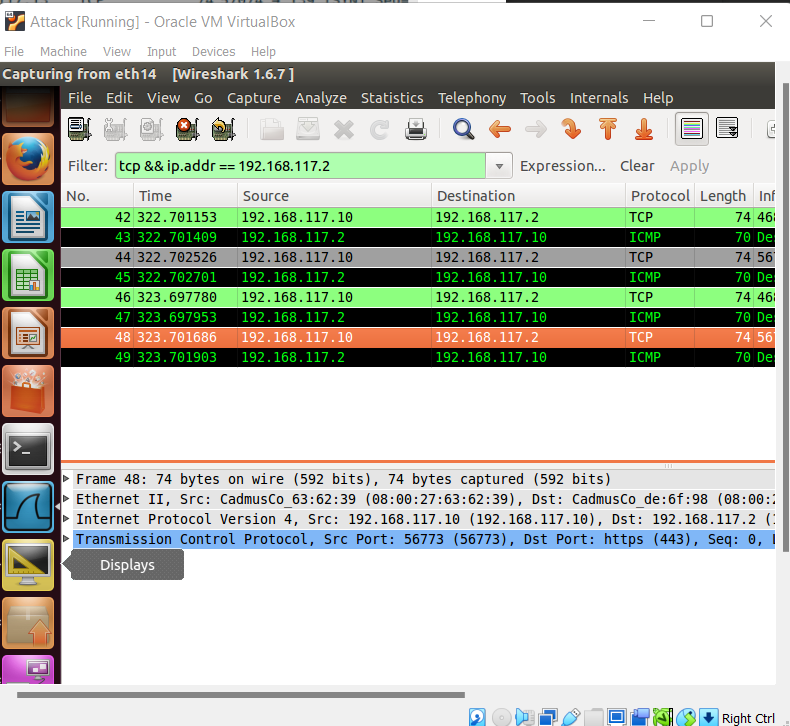 Attack [Running] - Oracle VM VirtualBox
File Machine View Input Devices Help
Capturing from eth14 [Wireshark 1.6.7 ]
File Edit View Go Capture Analyze Statistics Telephony Tools Internals Help
Filter: tcp && ip.addr == 192.168.117.2 Expression... Clear Apply
No. Time Source Destination Protocol Length Inf
42 322.701153 192.168.117.10 192.168.117.2 TCP 74 468
43 322.701409 192.168.117.2 192.168.117.10 ICMP 70 Des
44 322.702526 192.168.117.10 192.168.117.2 TCP 74 567
45 322.702701 192.168.117.2 192.168.117.10 ICMP 70 Des
46 323.697780 192.168.117.10 192.168.117.2 TCP 74 468
47 323.697953 192.168.117.2 192.168.117.10 ICMP 70 Des
48 323.701686 192.168.117.10 192.168.117.2 TCP 74 567
49 323.701903 192.168.117.2 192.168.117.10 ICMP 70 Des
Frame 48: 74 bytes on wire (592 bits), 74 bytes captured (592 bits)
Ethernet II, Src: CadmusCo_63:62:39 (08:00:27:63:62:39), Dst: CadmusCo_de:6f:98 (08:00:2
Internet Protocol Version 4, Src: 192.168.117.10 (192.168.117.10), Dst: 192.168.117.2 (1
Transmission Control Protocol, Src Port: 56773 (56773), Dst Port: https (443), Seq: 0,
Displays
Right Ctrl